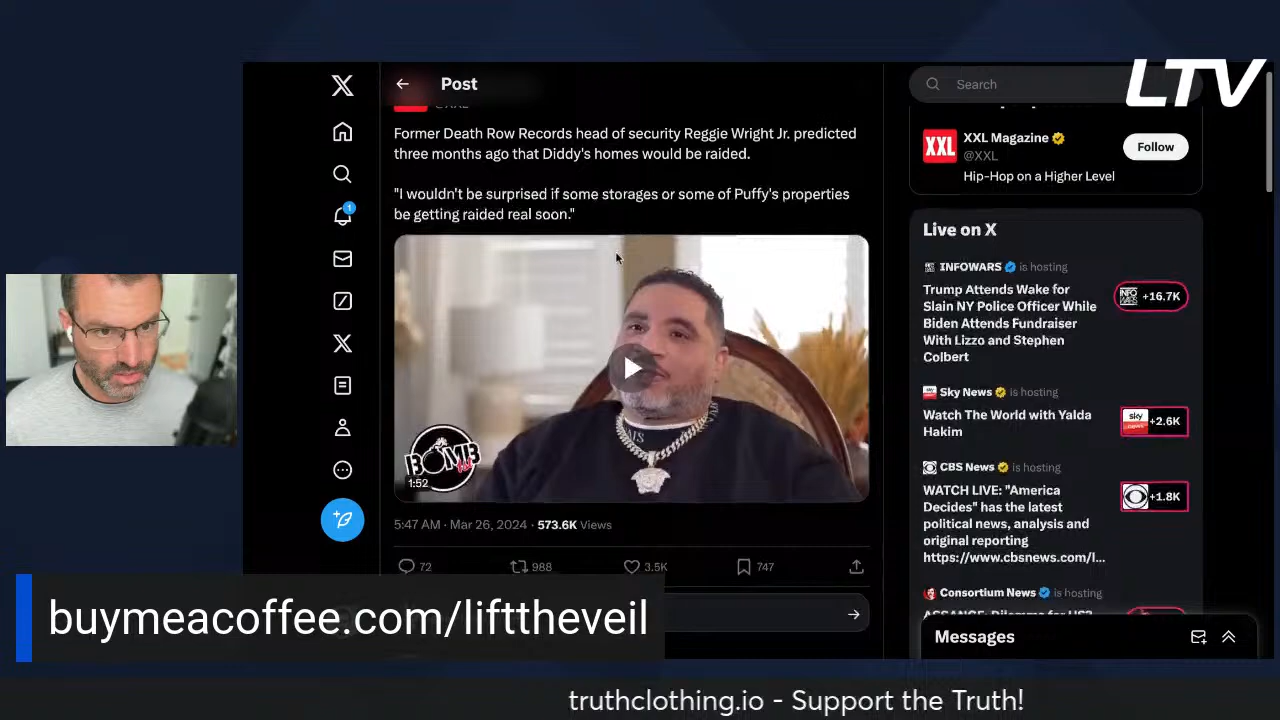 LTV
Post
Search
Former Death Row Records head of security Reggie Wright Jr. predicted
three months ago that Diddy's homes would be raided.
"I wouldn't be surprised if some storages or some of Puffy's properties
be getting raided real soon."
BOMB
1:52
5:47 AM · Mar 26, 2024 · 573.6K Views
72
988
3.5K
747
1
XXL
XXL Magazine
@XXL
Follow
Hip-Hop on a Higher Level
Live on X
INFOWARS is hosting
Trump Attends Wake for
Slain NY Police Officer While
Biden Attends Fundraiser
With Lizzo and Stephen
Colbert
+16.7K
Sky News is hosting
Watch The World with Yalda
Hakim
sky news
+2.6K
CBS News is hosting
WATCH LIVE: "America
Decides" has the latest
political news, analysis and
original reporting
https://www.cbsnews.com/l...
+1.8K
Consortium News is hosting
Messages
buymeacoffee.com/lifttheveil
truthclothing.io - Support the Truth!